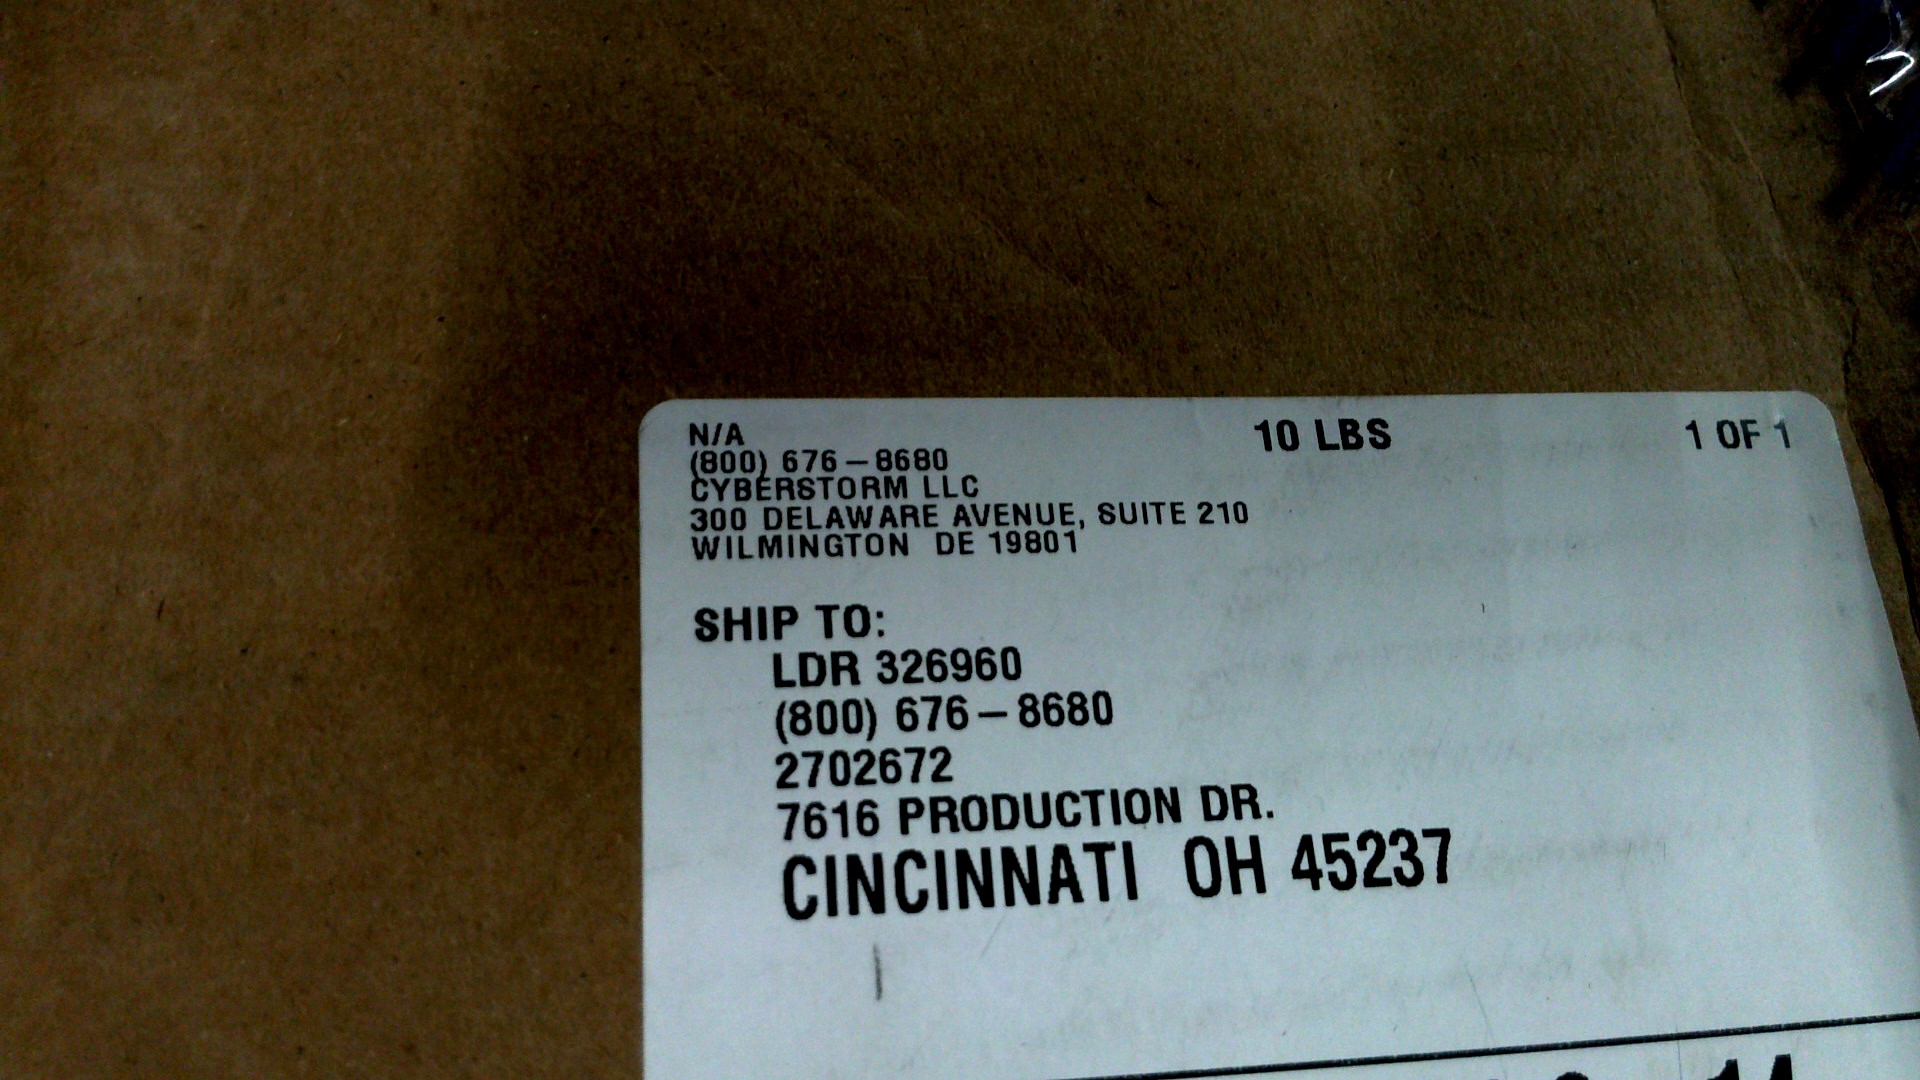 N/A 10 LBS 1 OF 1
(800) 676-8680
CYBERSTORM LLC
300 DELAWARE AVENUE, SUITE 210
WILMINGTON DE 19801
SHIP TO:
LDR 326960
(800) 676-8680
2702672
7616 PRODUCTION DR.
CINCINNATI OH 45237